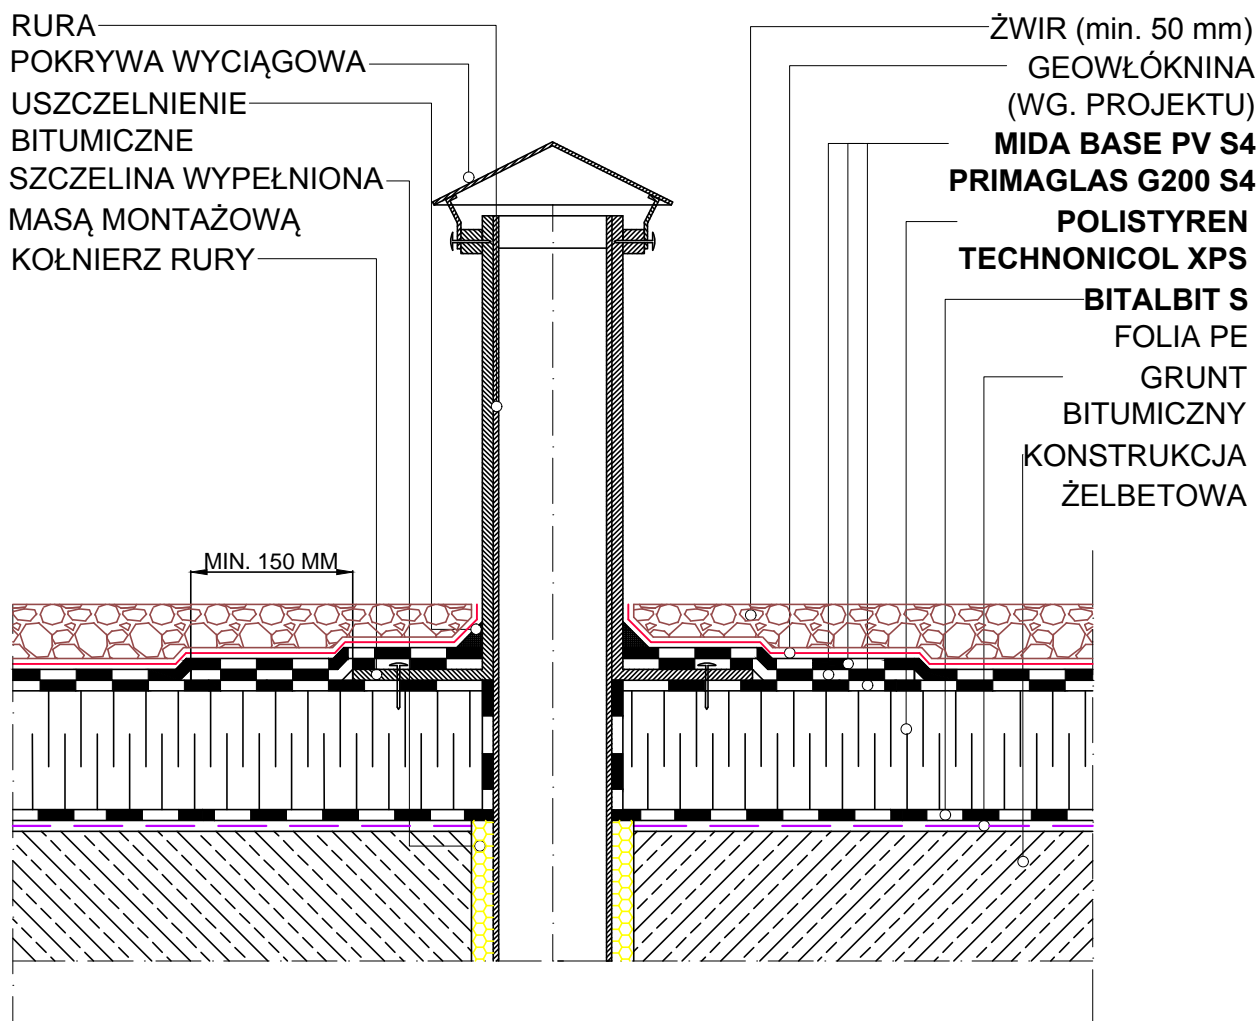 RURA
POKRYWA WYCIĄGOWA
USZCZELNIENIE
BITUMICZNE
SZCZELINA WYPEŁNIONA
MASĄ MONTAŻOWĄ
KOŁNIERZ RURY
ŻWIR (min. 50 mm)
GEOWŁÓKNINA
(WG. PROJEKTU)
MIDA BASE PV S4
PRIMAGLAS G200 S4
POLISTYREN
TECHNONICOL XPS
BITALBIT S
FOLIA PE
GRUNT
BITUMICZNY
KONSTRUKCJA
ŻELBETOWA
MIN. 150 MM